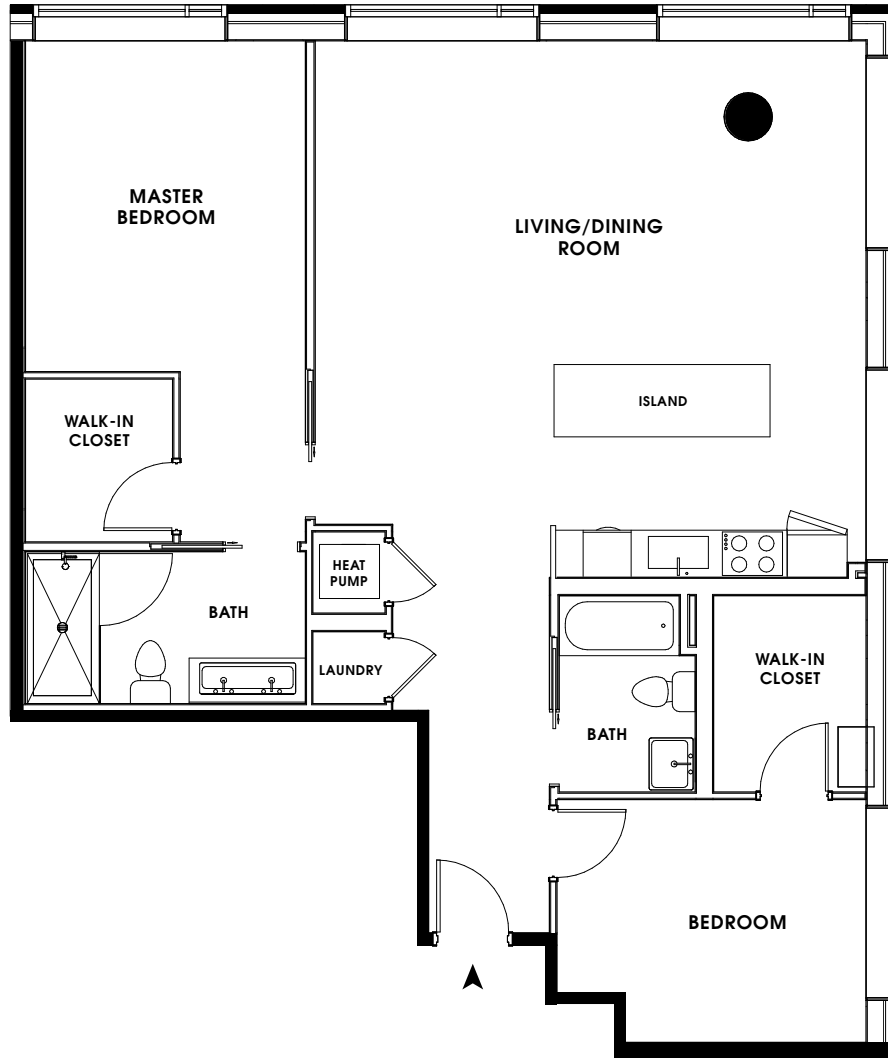 MASTER
BEDROOM
LIVING/DINING
ROOM
ISLAND
WALK-IN
CLOSET
HEAT
PUMP
BATH
LAUNDRY
WALK-IN
CLOSET
BATH
BEDROOM